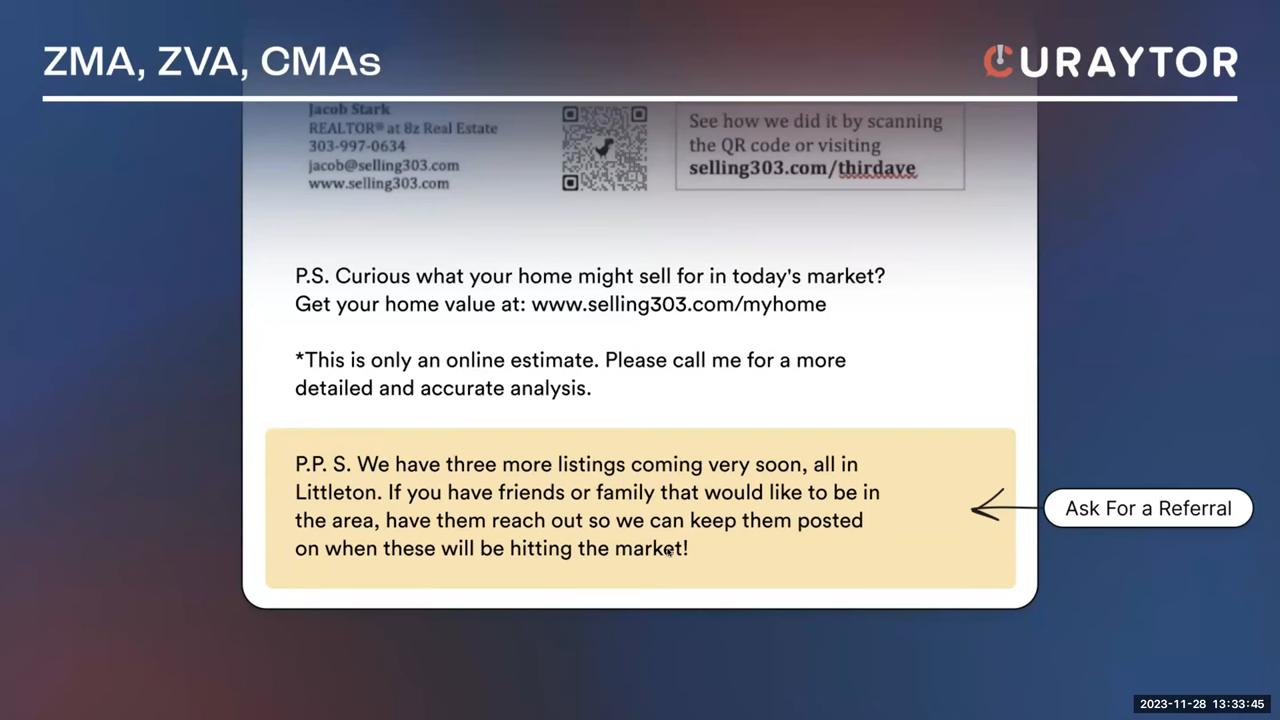 ZMA, ZVA, CMAs
CURAYTOR
Jacob Stark
REALTOR® at 8z Real Estate
303-997-0634
jacob@selling303.com
www.selling303.com
See how we did it by scanning
the QR code or visiting
selling303.com/thirdave
P.S. Curious what your home might sell for in today's market?
Get your home value at: www.selling303.com/myhome
*This is only an online estimate. Please call me for a more
detailed and accurate analysis.
P.P. S. We have three more listings coming very soon, all in
Littleton. If you have friends or family that would like to be in
the area, have them reach out so we can keep them posted
on when these will be hitting the market!
Ask For a Referral
2023-11-28 13:33:45